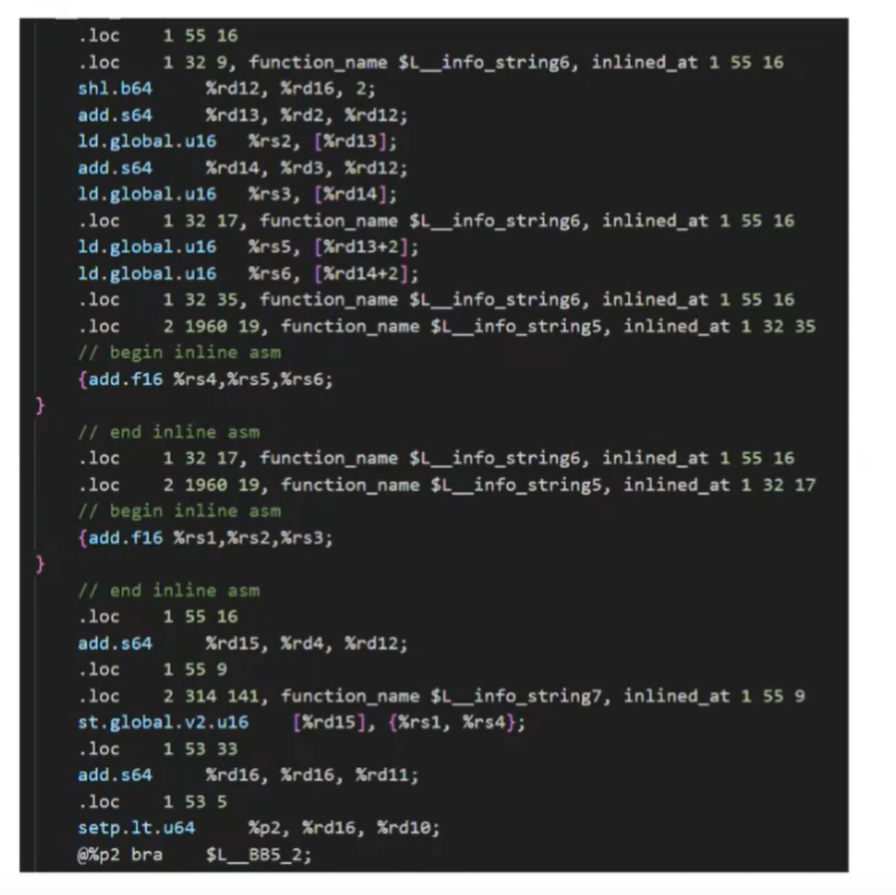 .loc 1 55 16
.loc 1 32 9, function_name $L__info_string6, inlined_at 1 55 16
shl.b64 %rd12, %rd16, 2;
add.s64 %rd13, %rd2, %rd12;
ld.global.u16 %rs2, [%rd13];
add.s64 %rd14, %rd3, %rd12;
ld.global.u16 %rs3, [%rd14];
.loc 1 32 17, function_name $L__info_string6, inlined_at 1 55 16
ld.global.u16 %rs5, [%rd13+2];
ld.global.u16 %rs6, [%rd14+2];
.loc 1 32 35, function_name $L__info_string6, inlined_at 1 55 16
.loc 2 1960 19, function_name $L__info_string5, inlined_at 1 32 35
// begin inline asm
{add.f16 %rs4,%rs5,%rs6;
}
// end inline asm
.loc 1 32 17, function_name $L__info_string6, inlined_at 1 55 16
.loc 2 1960 19, function_name $L__info_string5, inlined_at 1 32 17
// begin inline asm
{add.f16 %rs1,%rs2,%rs3;
}
// end inline asm
.loc 1 55 16
add.s64 %rd15, %rd4, %rd12;
.loc 1 55 9
.loc 2 314 141, function_name $L__info_string7, inlined_at 1 55 9
st.global.v2.u16 [%rd15], {%rs1, %rs4};
.loc 1 53 33
add.s64 %rd16, %rd16, %rd11;
.loc 1 53 5
setp.lt.u64 %p2, %rd16, %rd10;
@%p2 bra $L__BB5_2;